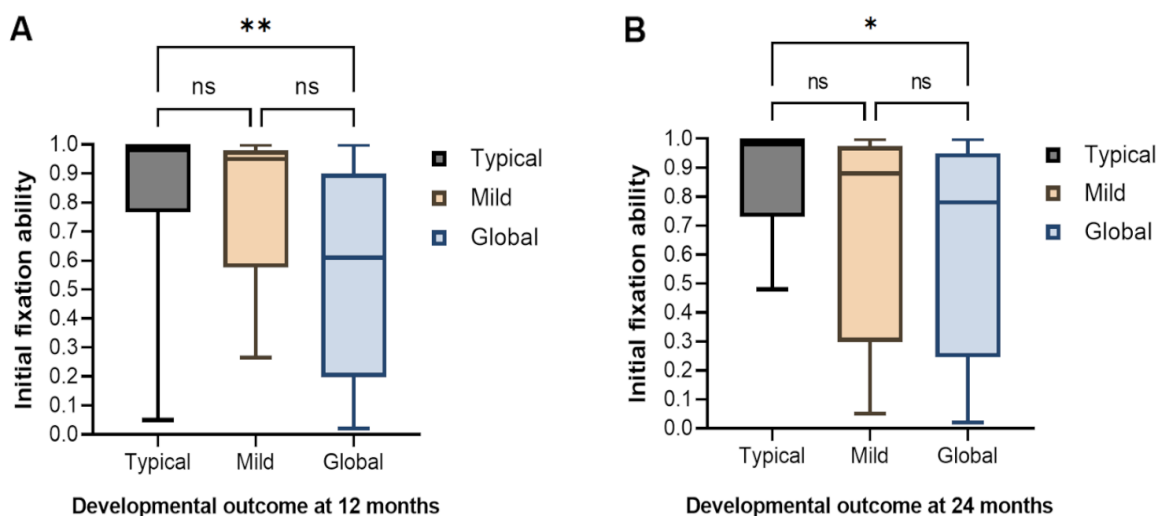 A
**
ns ns
1.0
0.9
0.8
0.7
0.6
0.5
0.4
0.3
0.2
0.1
0.0
Initial fixation ability
Typical Mild Global
Developmental outcome at 12 months
Typical
Mild
Global
B
*
ns ns
1.0
0.9
0.8
0.7
0.6
0.5
0.4
0.3
0.2
0.1
0.0
Initial fixation ability
Typical Mild Global
Developmental outcome at 24 months
Typical
Mild
Global